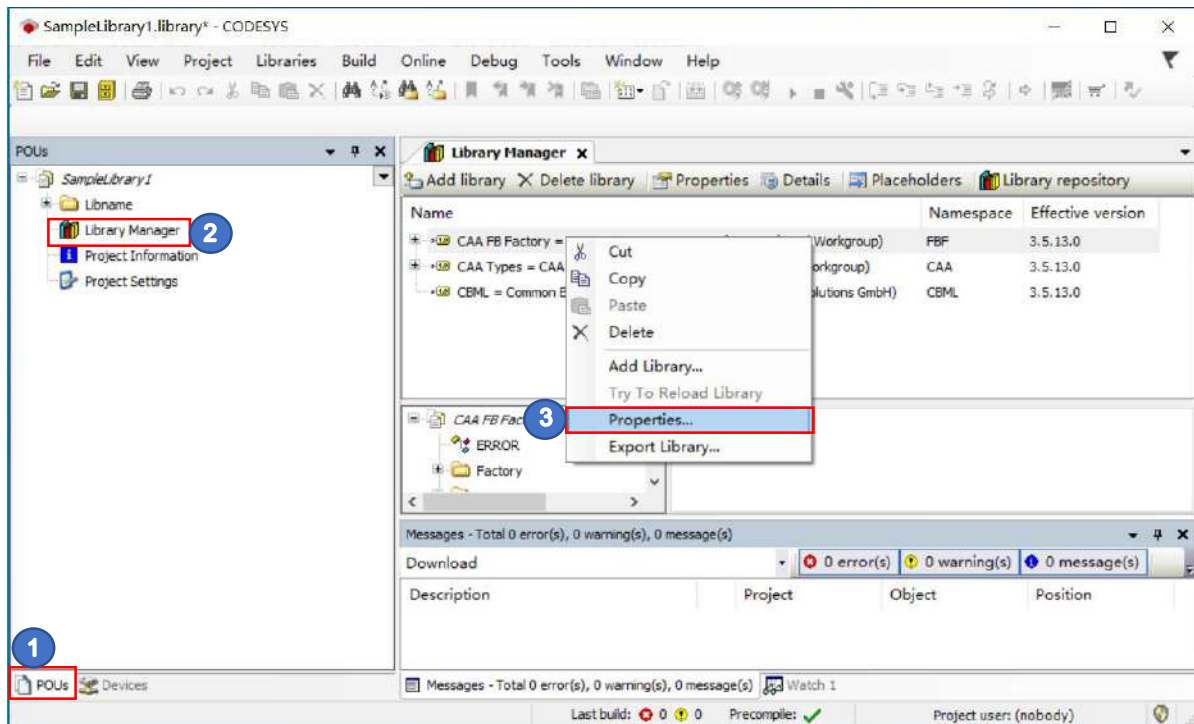 SampleLibrary1.library* - CODESYS
File Edit View Project Libraries Build Online Debug Tools Window Help
POUs
SampleLibrary1
Libname
Library Manager
2
Project Information
Project Settings
1
POUs Devices
Library Manager
Add library Delete library Properties Details Placeholders Library repository
Name Namespace Effective version
CAA FB Factory = Workgroup) FBF 3.5.13.0
CAA Types = CAA orkgroup) CAA 3.5.13.0
CBML = Common lutions GmbH) CBML 3.5.13.0
Cut
Copy
Paste
Delete
Add Library...
Try To Reload Library
3
Properties...
Export Library...
CAA FB Fac
ERROR
Factory
Messages - Total 0 error(s), 0 warning(s), 0 message(s)
Download 0 error(s) 0 warning(s) 0 message(s)
Description Project Object Position
Messages - Total 0 error(s), 0 warning(s), 0 message(s) Watch 1
Last build: 0 0 Precompile: Project user: (nobody)